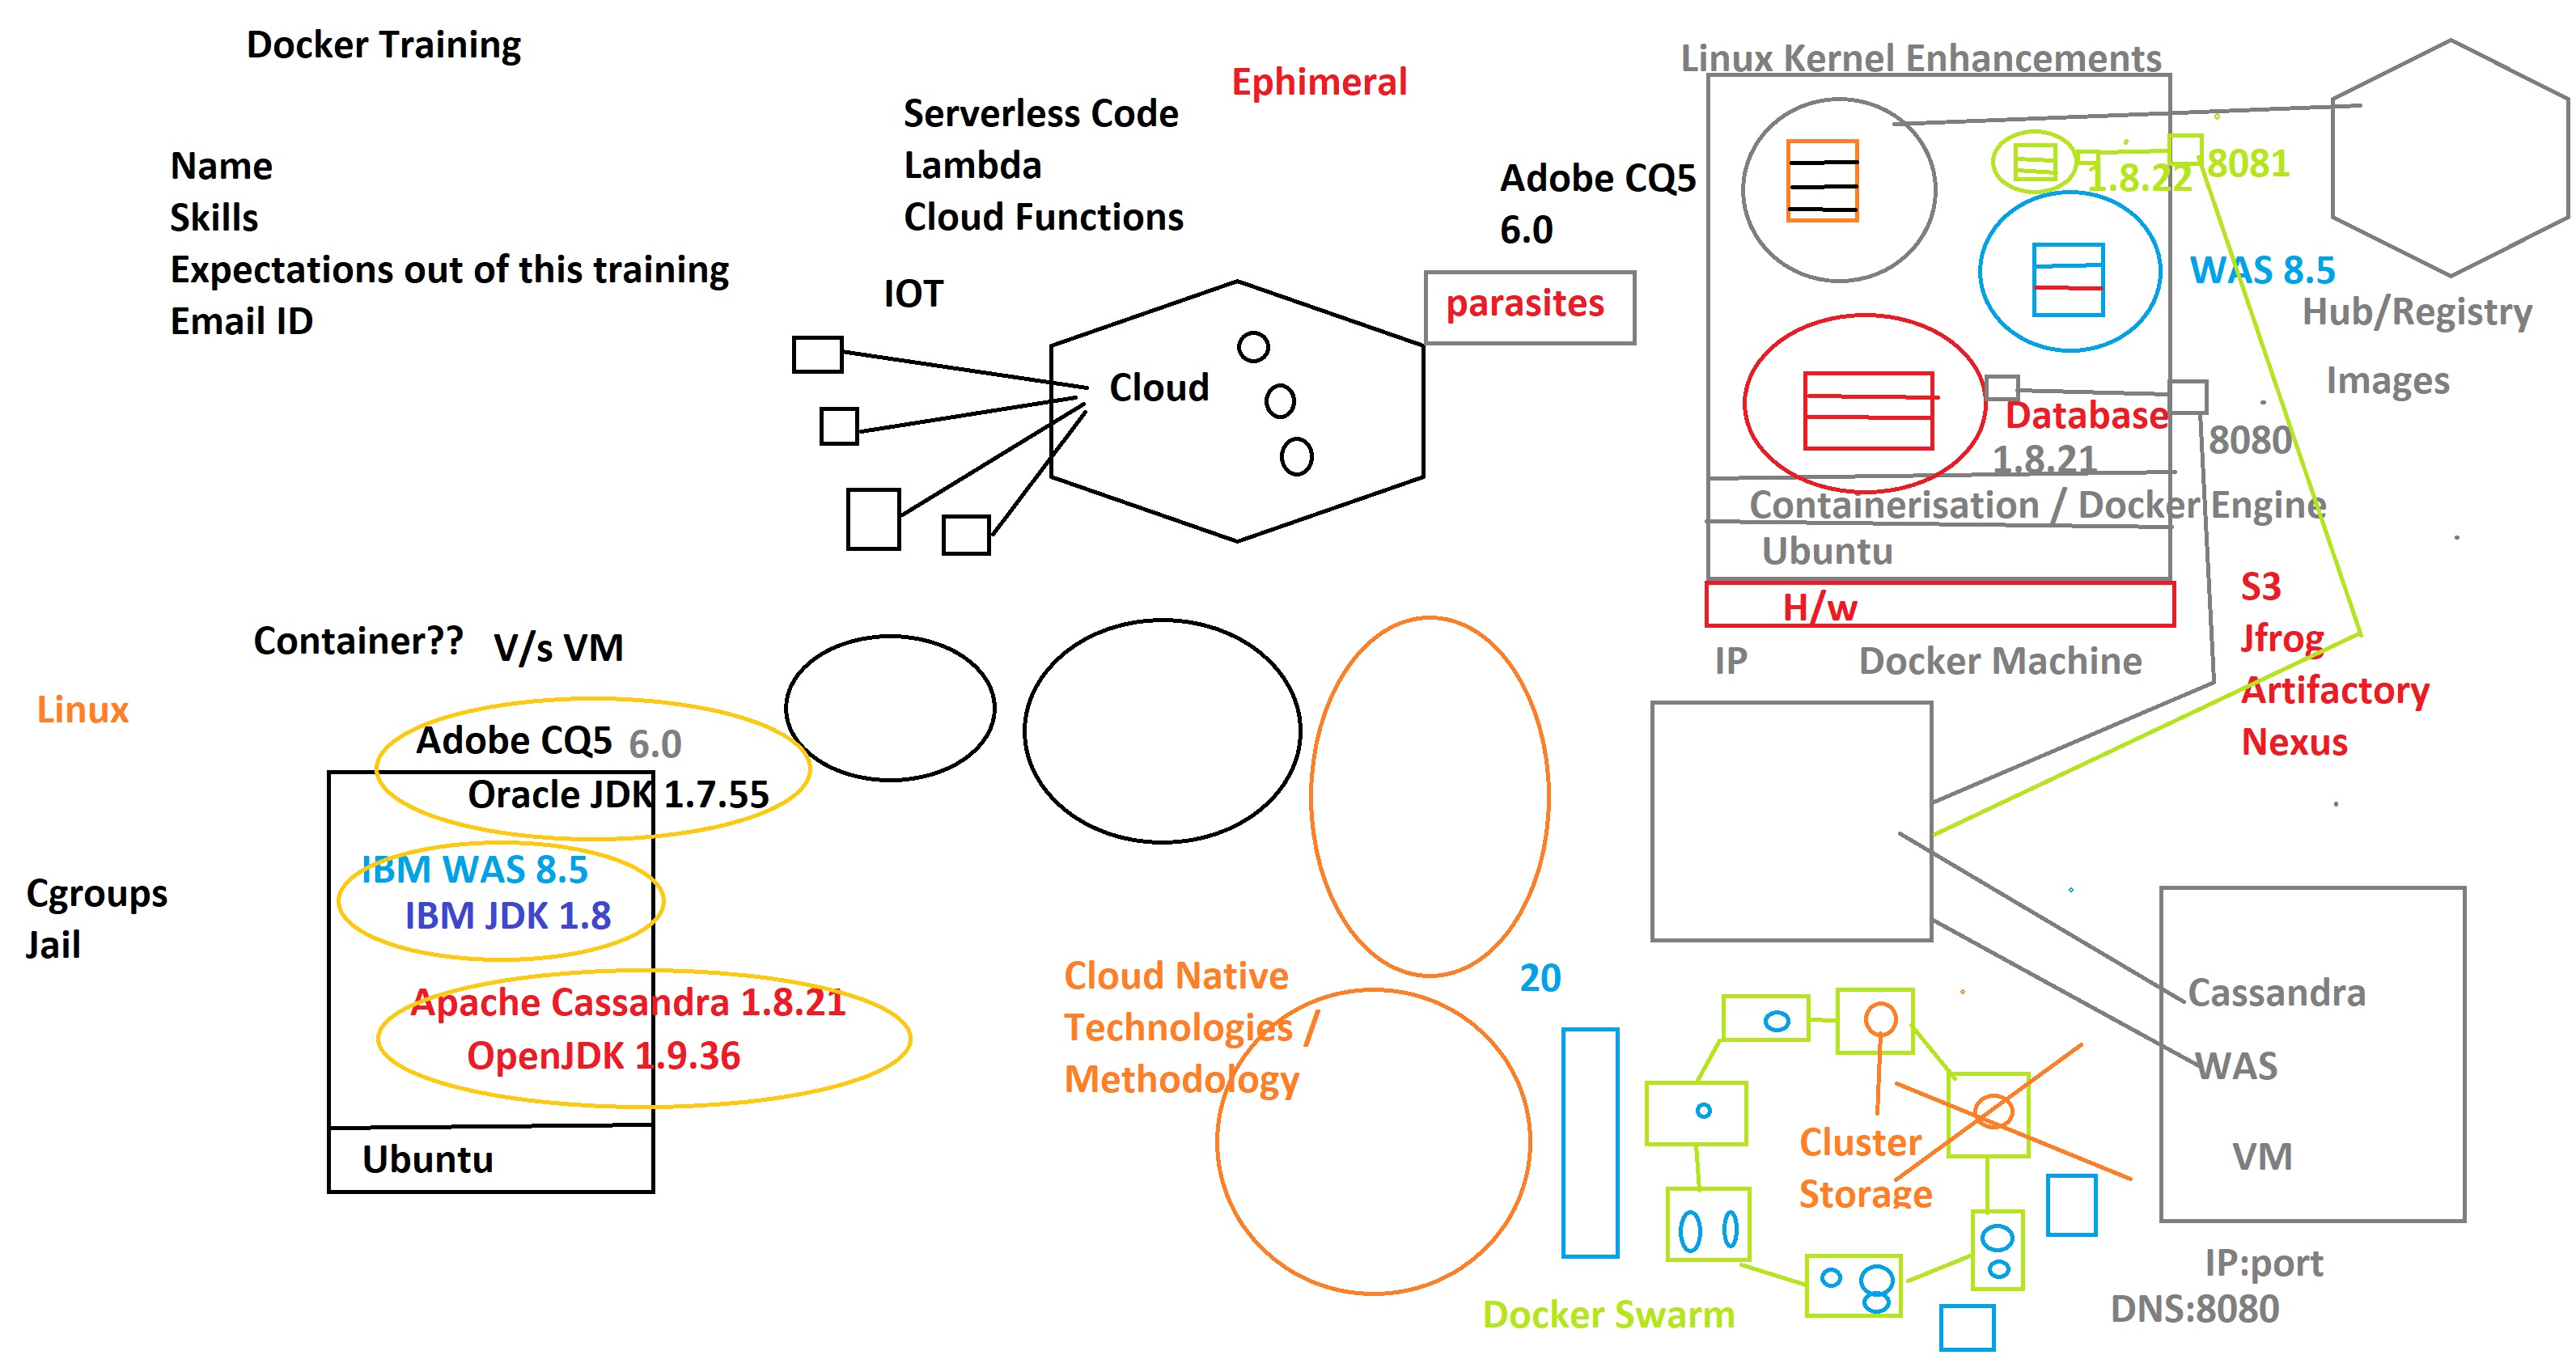 Docker Training
Name
Skills
Expectations out of this training
Email ID
Serverless Code
Lambda
Cloud Functions
Ephimeral
IOT
Cloud
Adobe CQ5
6.0
parasites
Linux Kernel Enhancements
1.8.22
8081
WAS 8.5
Hub/Registry
Images
Database
1.8.21
8080
Containerisation / Docker Engine
Ubuntu
H/w
IP
Docker Machine
S3
Jfrog
Artifactory
Nexus
Container??
V/s VM
Linux
Adobe CQ5 6.0
Oracle JDK 1.7.55
IBM WAS 8.5
IBM JDK 1.8
Cgroups
Jail
Apache Cassandra 1.8.21
OpenJDK 1.9.36
Ubuntu
Cloud Native
Technologies /
Methodology
20
Cluster
Storage
Docker Swarm
Cassandra
WAS
VM
IP:port
DNS:8080